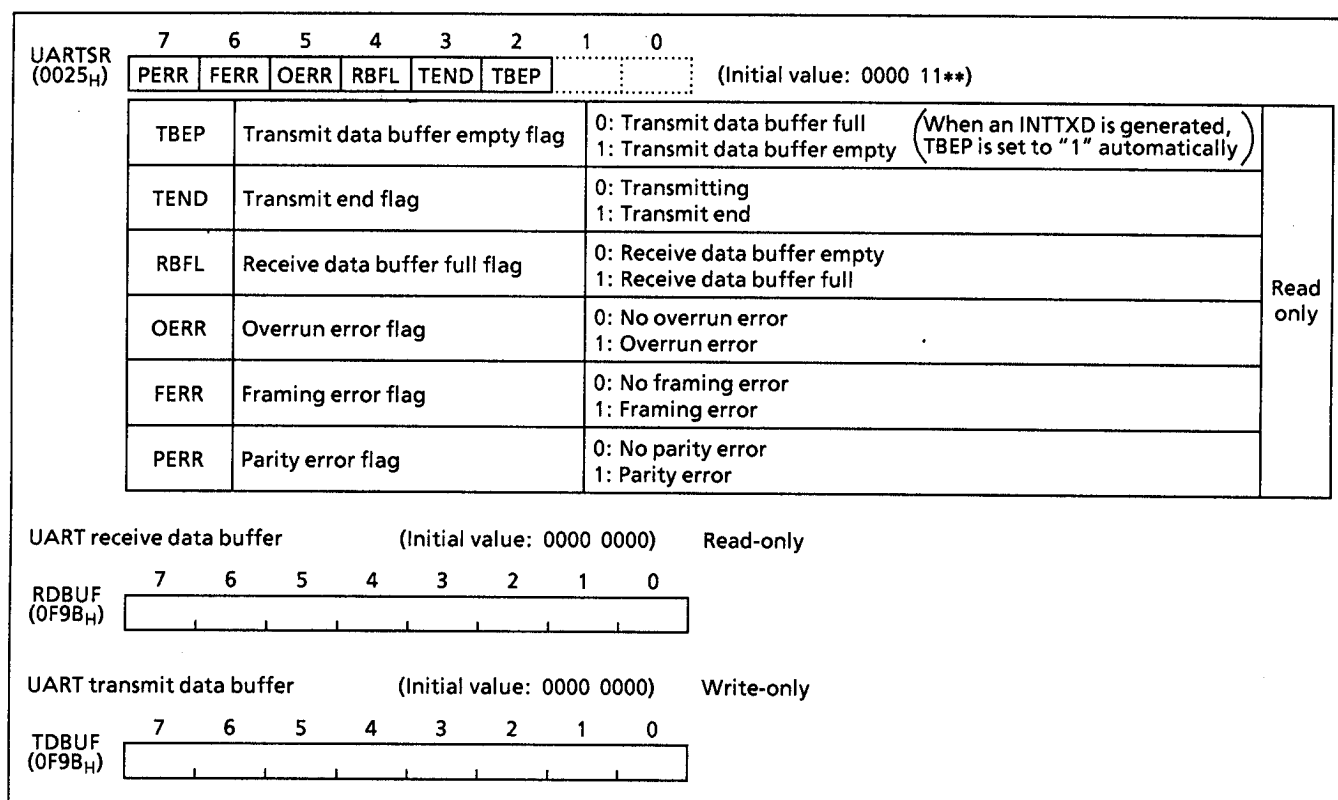 7 6 5 4 3 2 1 0
UARTSR
(0025H)
PERR FERR OERR RBFL TEND TBEP
(Initial value: 0000 11**)
TBEP Transmit data buffer empty flag
0: Transmit data buffer full
1: Transmit data buffer empty
(When an INTTXD is generated,
TBEP is set to "1" automatically)
TEND Transmit end flag
0: Transmitting
1: Transmit end
RBFL Receive data buffer full flag
0: Receive data buffer empty
1: Receive data buffer full
OERR Overrun error flag
0: No overrun error
1: Overrun error
FERR Framing error flag
0: No framing error
1: Framing error
PERR Parity error flag
0: No parity error
1: Parity error
Read
only
UART receive data buffer (Initial value: 0000 0000) Read-only
7 6 5 4 3 2 1 0
RDBUF
(0F9BH)
UART transmit data buffer (Initial value: 0000 0000) Write-only
7 6 5 4 3 2 1 0
TDBUF
(0F9BH)